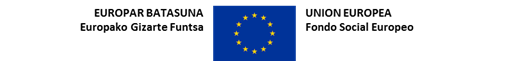 EUROPAR BATASUNA
Europako Gizarte Funtsa
UNION EUROPEA
Fondo Social Europeo